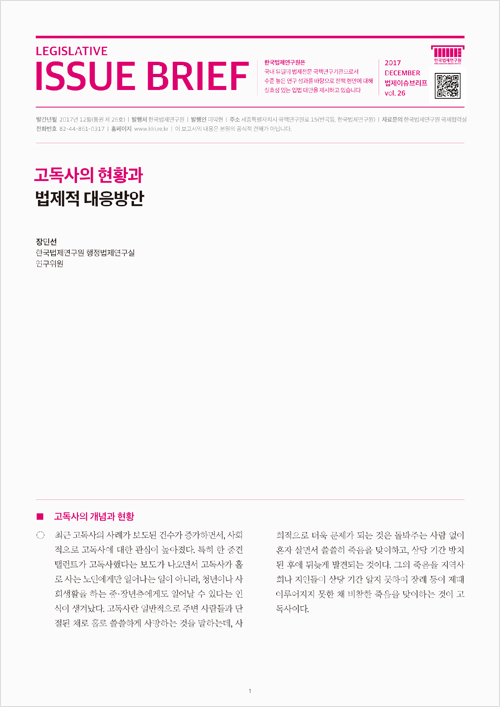 LEGISLATIVE
ISSUE BRIEF
한국법제연구원은
국내 유일의 법제전문 국책연구기관으로서
수준 높은 연구 성과를 바탕으로 정책 현안에 대해
실효성 있는 입법 대안을 제시하고 있습니다
2017
DECEMBER
법제이슈브리프
vol. 26
한국법제연구원
발간년월 2017년 12월(통권 제 26호) | 발행처 한국법제연구원 | 발행인 이익현 | 주소 세종특별자치시 국책연구원로 15(반곡동, 한국법제연구원) | 자료문의 한국법제연구원
전화번호 82-44-861-0317 | 홈페이지 www.klri.re.kr | 이 보고서의 내용은 본원의 공식적 견해가 아닙니다.
고독사의 현황과
법제적 대응방안
장민선
한국법제연구원 행정법제연구실
연구위원
■ 고독사의 개념과 현황
최근 고독사의 사례가 보도된 건수가 증가하면서, 사회
적으로 고독사에 대한 관심이 높아졌다. 특히 한 중견
탤런트가 고독사했다는 보도가 나오면서 고독사가 홀
로 사는 노인에게만 일어나는 일이 아니라, 청년이나 사
회생활을 하는 중·장년층에게도 일어날 수 있다는 인
식이 생겨났다. 고독사란 일반적으로 주변 사람들과 단
절된 채로 홀로 쓸쓸하게 사망하는 것을 말하는데, 사
회적으로 더욱 문제가 되는 것은 돌봐주는 사람 없이
혼자 살면서 쓸쓸히 죽음을 맞이하고, 상당 기간 방치
된 후에 뒤늦게 발견되는 것이다. 그의 죽음을 지역사
회나 지인들이 상당 기간 알지 못하여 장례 등이 제때
이루어지지 못한 채 비참한 죽음을 맞이하는 것이 고
독사이다.
1